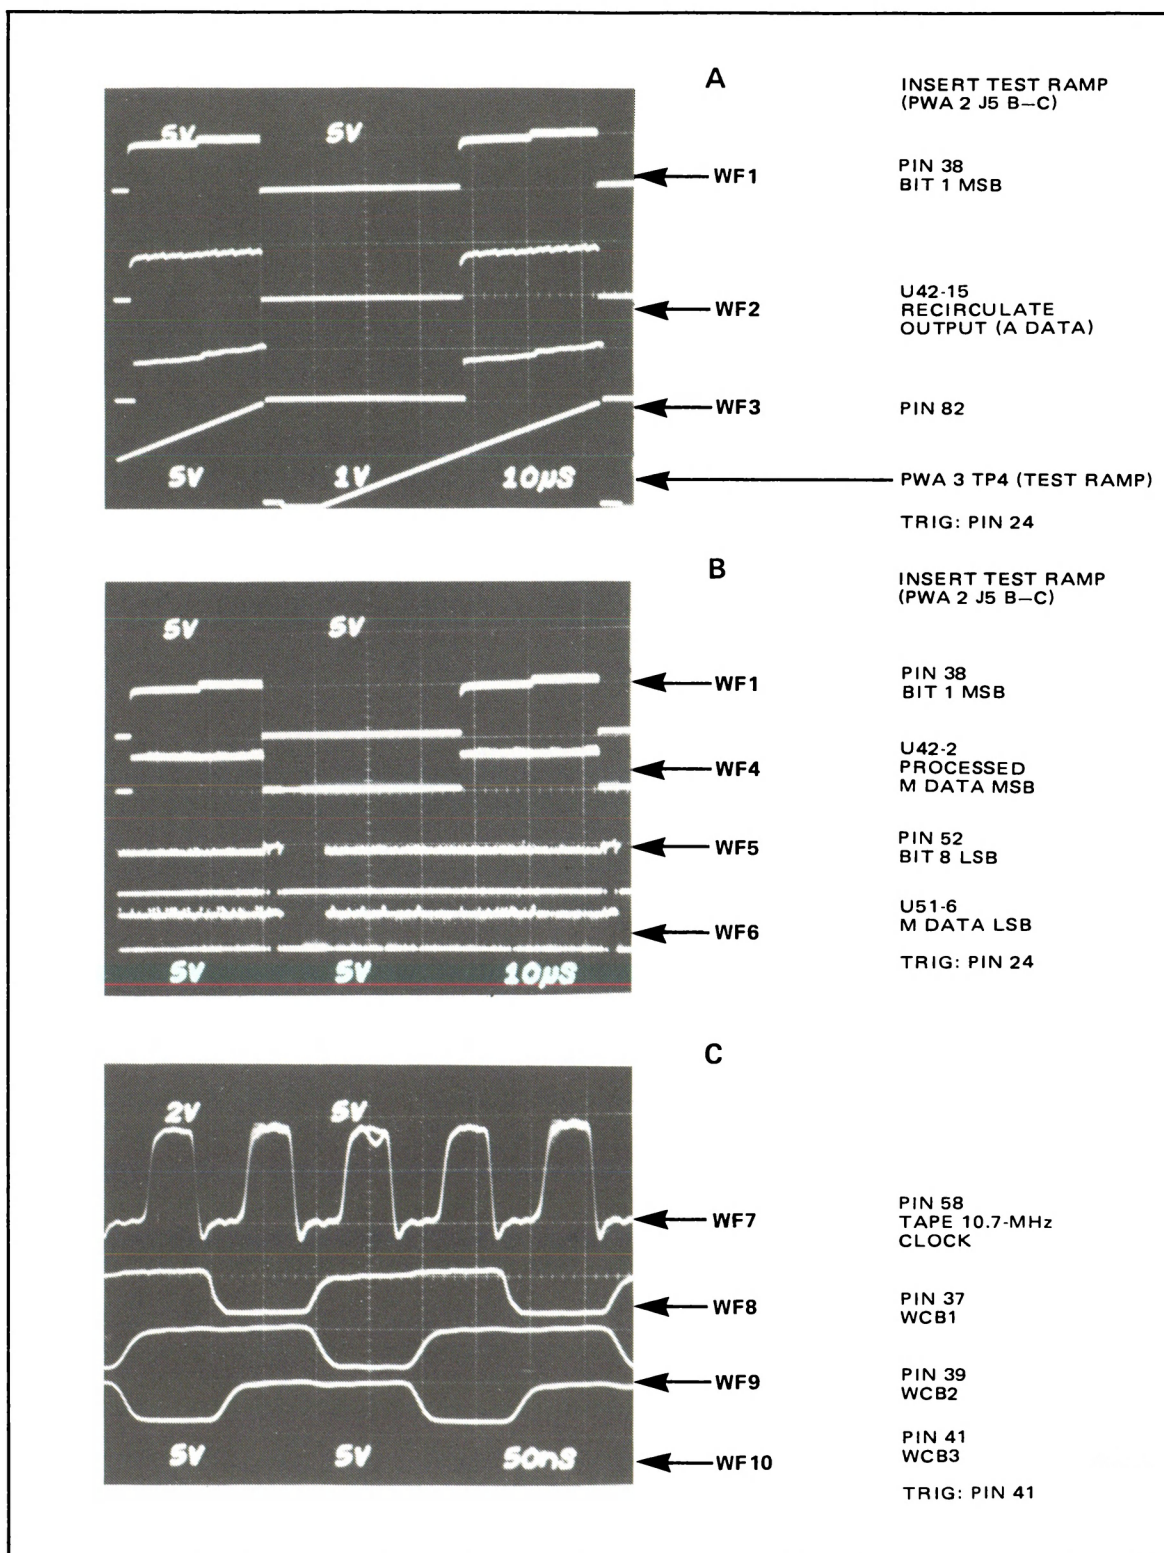 A
INSERT TEST RAMP
(PWA 2 J5 B–C)
5V 5V
WF1
PIN 38
BIT 1 MSB
WF2
U42-15
RECIRCULATE
OUTPUT (A DATA)
WF3
PIN 82
5V 1V 10µS
PWA 3 TP4 (TEST RAMP)
TRIG: PIN 24
B
INSERT TEST RAMP
(PWA 2 J5 B–C)
5V 5V
WF1
PIN 38
BIT 1 MSB
WF4
U42-2
PROCESSED
M DATA MSB
WF5
PIN 52
BIT 8 LSB
WF6
U51-6
M DATA LSB
5V 5V 10µS
TRIG: PIN 24
C
2V 5V
WF7
PIN 58
TAPE 10.7-MHz
CLOCK
WF8
PIN 37
WCB1
WF9
PIN 39
WCB2
WF10
PIN 41
WCB3
5V 5V 50nS
TRIG: PIN 41